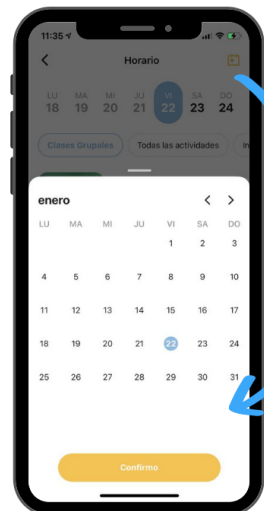 11:35
Horario
LU MA MI JU VI SA DO
18 19 20 21 22 23 24
Clases Grupales Todas las actividades In
enero
LU MA MI JU VI SA DO
1 2 3
4 5 6 7 8 9 10
11 12 13 14 15 16 17
18 19 20 21 22 23 24
25 26 27 28 29 30 31
Confirmo